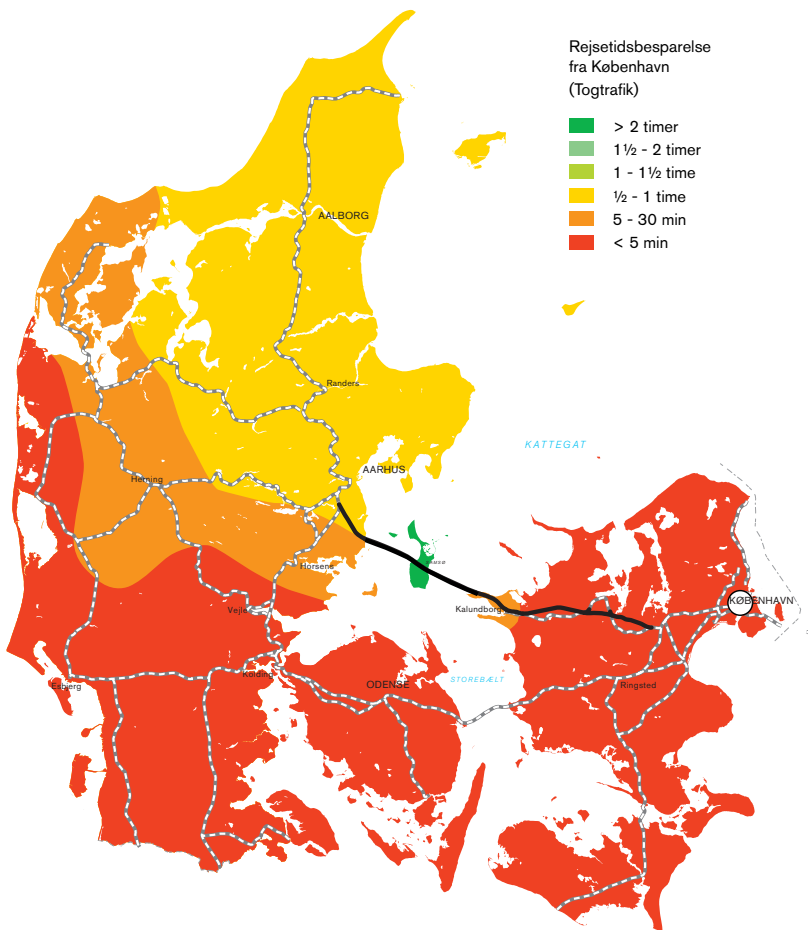 Rejsetidsbesparelse
fra København
(Togtrafik)
> 2 timer
1½ - 2 timer
1 - 1½ time
½ - 1 time
5 - 30 min
< 5 min
AALBORG
Randers
KATTEGAT
AARHUS
Herning
SAMSØ
Horsens
KØBENHAVN
Kalundborg
Vejle
Kolding
STOREBÆLT
ODENSE
Esbjerg
Ringsted